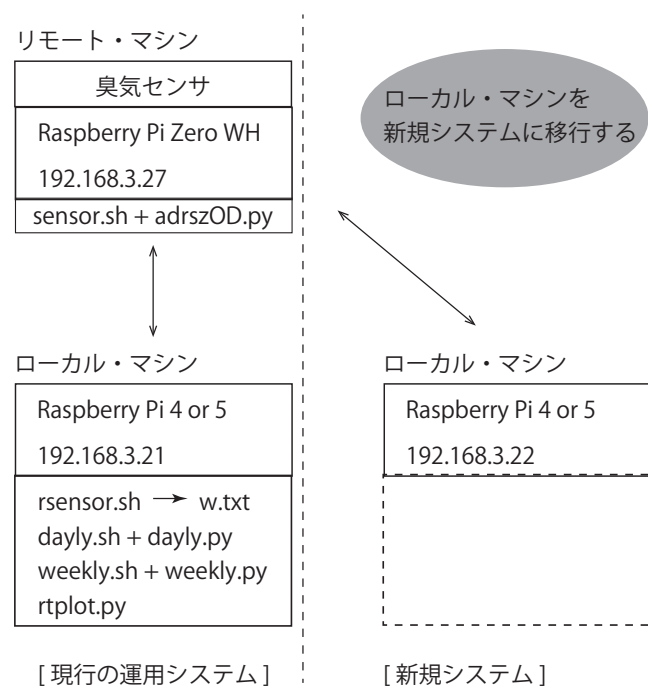 リモート・マシン
臭気センサ
Raspberry Pi Zero WH
192.168.3.27
sensor.sh + adrszOD.py
ローカル・マシンを
新規システムに移行する
ローカル・マシン
Raspberry Pi 4 or 5
192.168.3.21
rsensor.sh → w.txt
dayly.sh + dayly.py
weekly.sh + weekly.py
rtplot.py
[ 現行の運用システム ]
ローカル・マシン
Raspberry Pi 4 or 5
192.168.3.22
[ 新規システム ]